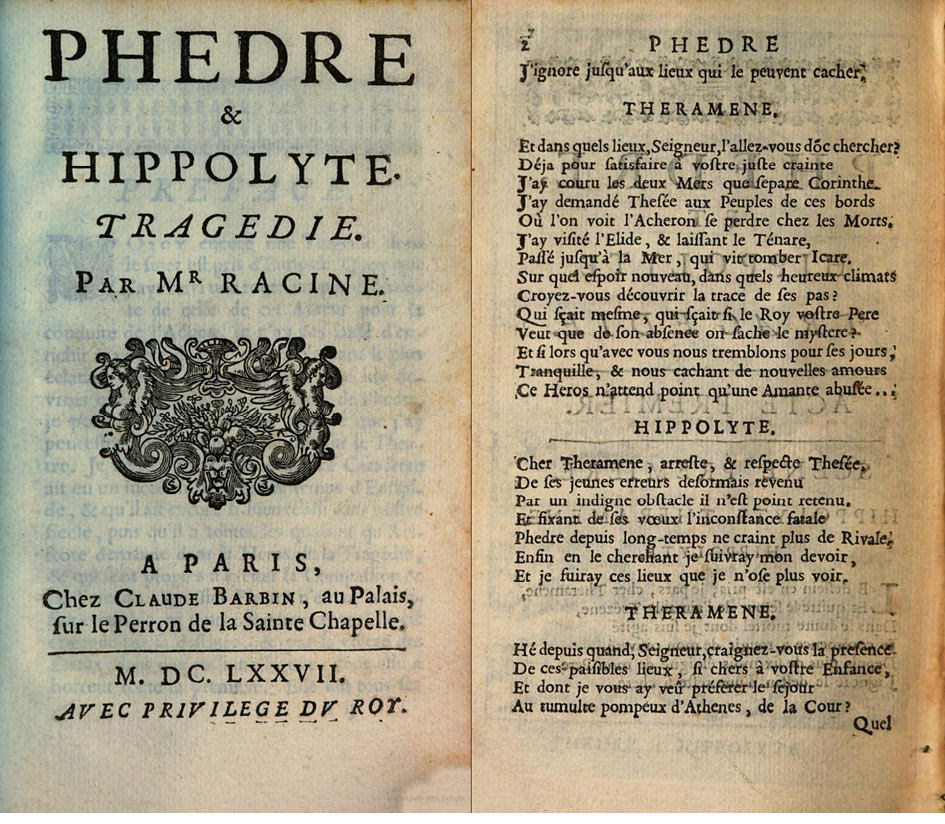 PHEDRE
&
HIPPOLYTE.
TRAGEDIE.
PAR MR RACINE.
A PARIS,
Chez CLAUDE BARBIN, au Palais,
ſur le Perron de la Sainte Chapelle.
M. DC. LXXVII.
AVEC PRIVILEGE DV ROY.
2 PHEDRE
J'ignore juſqu'aux lieux qui le peuvent cacher.
THERAMENE.
Et dans quels lieux, Seigneur, l'allez-vous dõc chercher?
Déja pour ſatisfaire à voſtre juſte crainte
J'ay couru les deux Mers que ſepare Corinthe.
J'ay demandé Theſée aux Peuples de ces bords
Où l'on voit l'Acheron ſe perdre chez les Morts.
J'ay viſité l'Elide, & laiſſant le Ténare,
Paſſé juſqu'à la Mer, qui vit tomber Icare.
Sur quel eſpoir nouveau, dans quels heureux climats
Croyez-vous découvrir la trace de ſes pas?
Qui ſçait meſme, qui ſçait ſi le Roy voſtre Pere
Veut que de ſon abſence on ſache le myſtere?
Et ſi lors qu'avec vous nous tremblons pour ſes jours,
Tranquille, & nous cachant de nouvelles amours
Ce Heros n'attend point qu'une Amante abuſée...
HIPPOLYTE.
Cher Theramene, arreſte, & reſpecte Theſée.
De ſes jeunes erreurs deſormais revenu
Par un indigne obſtacle il n'eſt point retenu.
Et fixant de ſes vœux l'inconſtance fatale
Phedre depuis long-temps ne craint plus de Rivale.
Enfin en le cherchant je ſuivray mon devoir,
Et je fuiray ces lieux que je n'oſe plus voir.
THERAMENE.
Hé depuis quand, Seigneur, craignez-vous la preſence
De ces paiſibles lieux, ſi chers à voſtre Enfance,
Et dont je vous ay veû préferer le ſejour
Au tumulte pompeux d'Athenes, de la Cour?
Quel